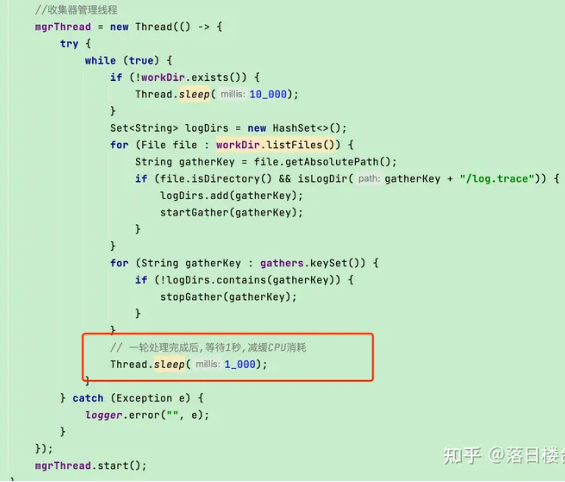 //收集器管理线程
mgrThread = new Thread(() -> {
try {
while (true) {
if (!workDir.exists()) {
Thread.sleep( millis: 10_000);
}
Set<String> logDirs = new HashSet<>();
for (File file : workDir.listFiles()) {
String gatherKey = file.getAbsolutePath();
if (file.isDirectory() && isLogDir( path: gatherKey + "/log.trace")) {
logDirs.add(gatherKey);
startGather(gatherKey);
}
}
for (String gatherKey : gathers.keySet()) {
if (!logDirs.contains(gatherKey)) {
stopGather(gatherKey);
}
}
// 一轮处理完成后,等待1秒,减缓CPU消耗
Thread.sleep( millis: 1_000);
}
} catch (Exception e) {
logger.error("", e);
}
});
mgrThread.start();
知乎 @落日楼台